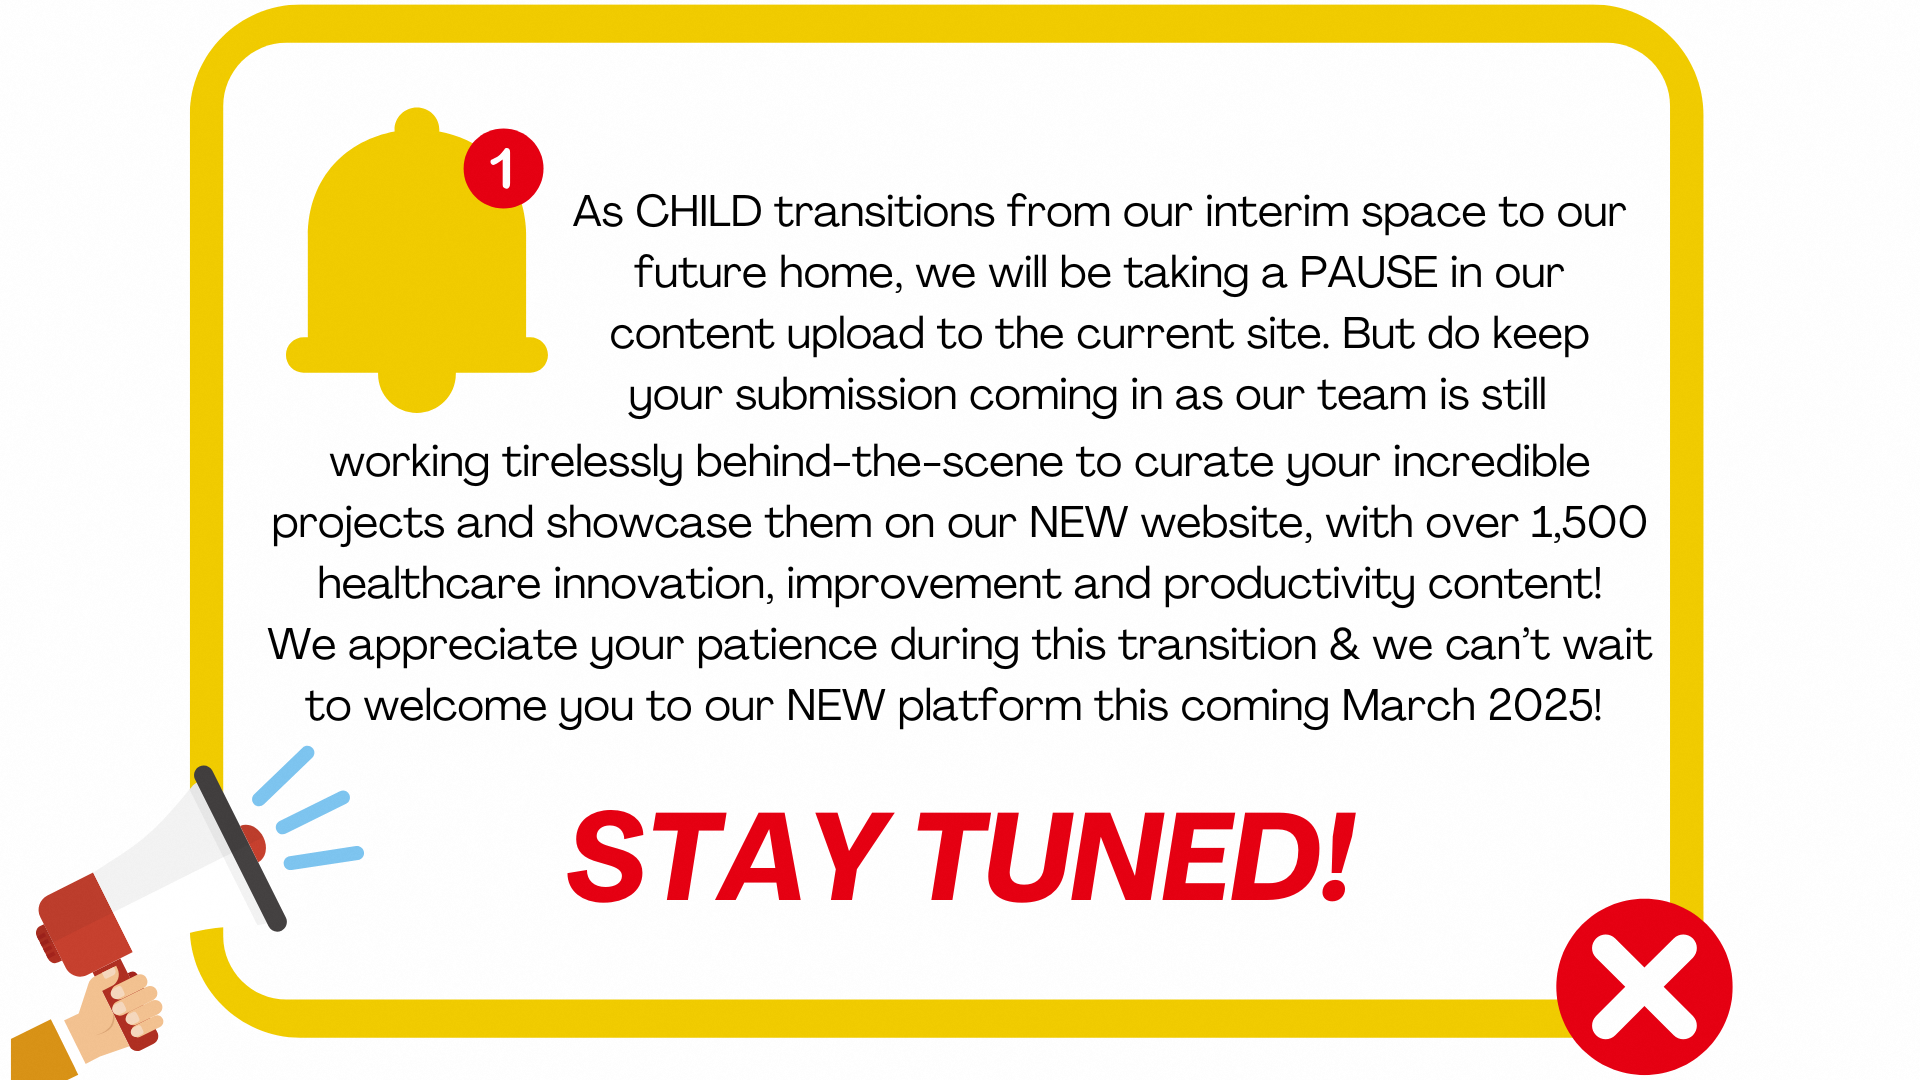 1
As CHILD transitions from our interim space to our
future home, we will be taking a PAUSE in our
content upload to the current site. But do keep
your submission coming in as our team is still
working tirelessly behind-the-scene to curate your incredible
projects and showcase them on our NEW website, with over 1,500
healthcare innovation, improvement and productivity content!
We appreciate your patience during this transition & we can’t wait
to welcome you to our NEW platform this coming March 2025!
STAY TUNED!